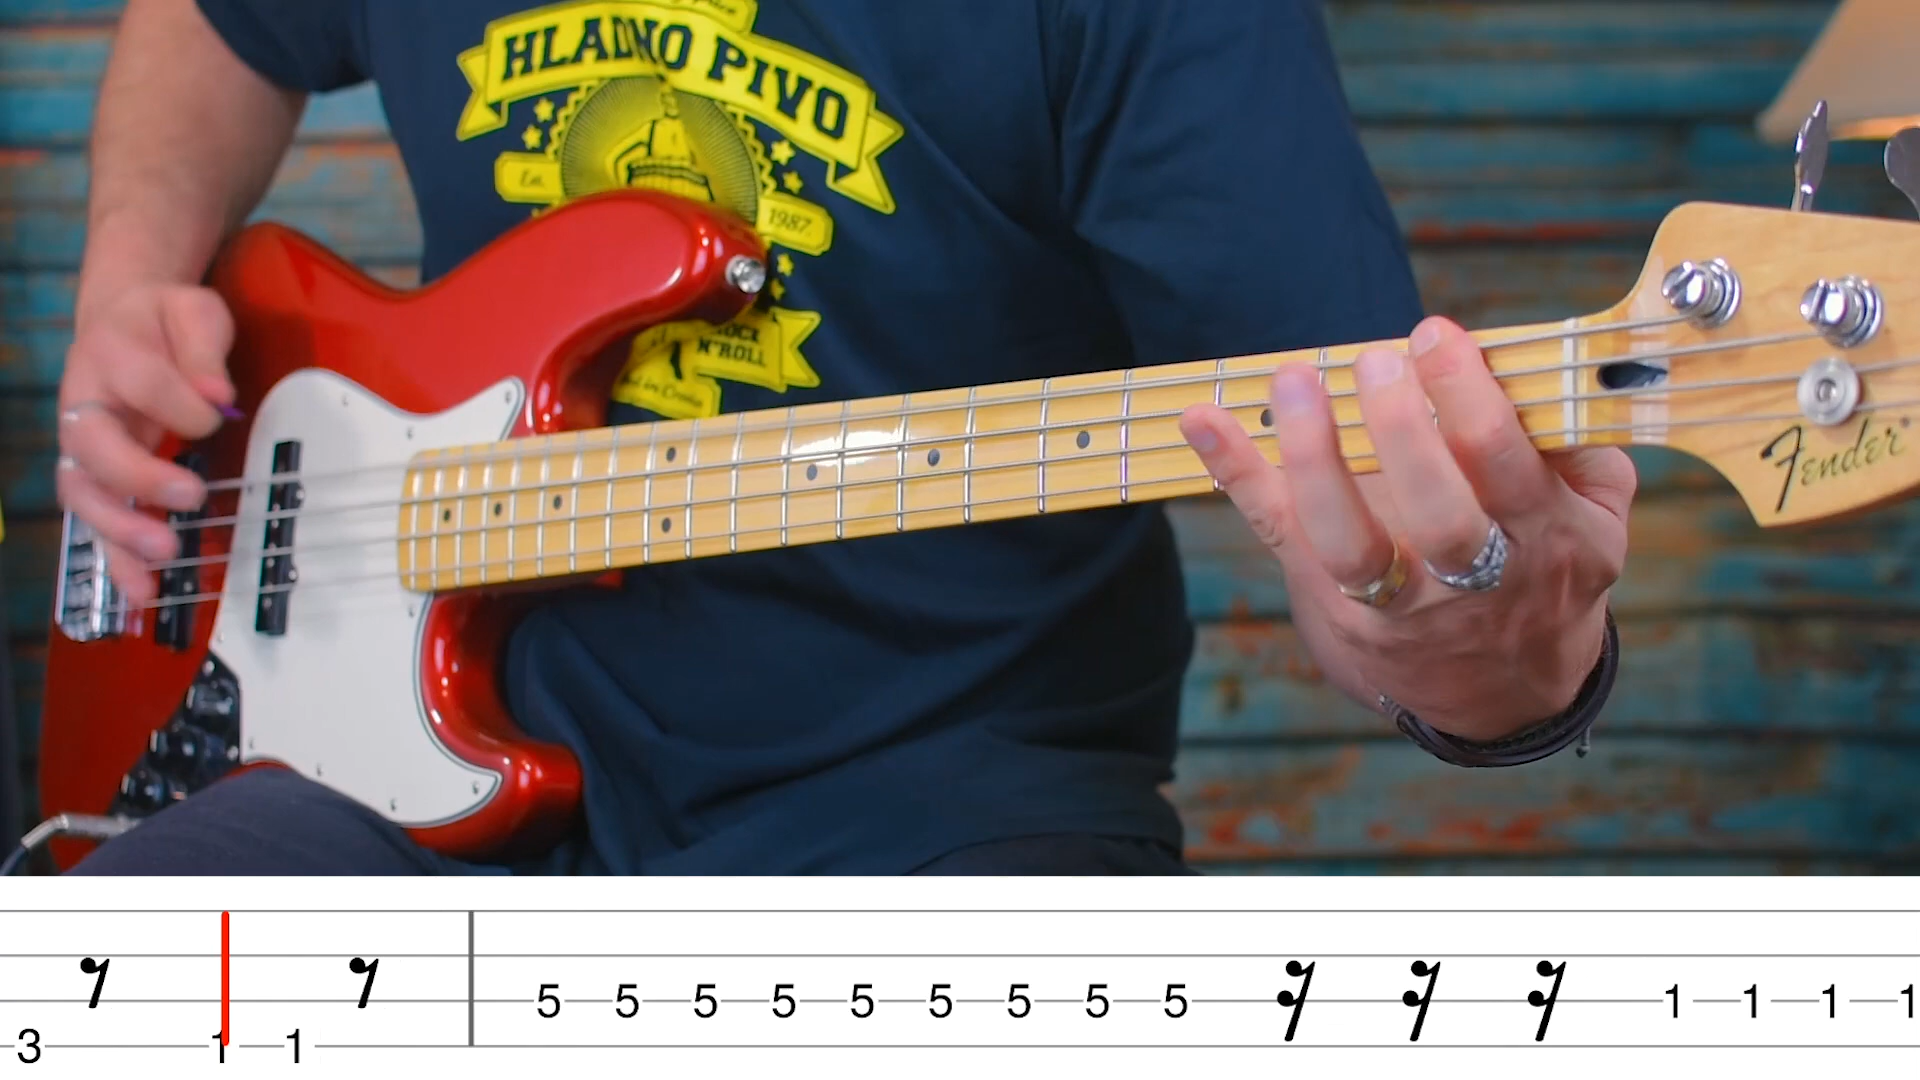 HLADNO PIVO
Est.
1987.
ROCK
N'ROLL
Fender
5 5 5 5 5 5 5 5 5 1 1 1 1
3 1 1